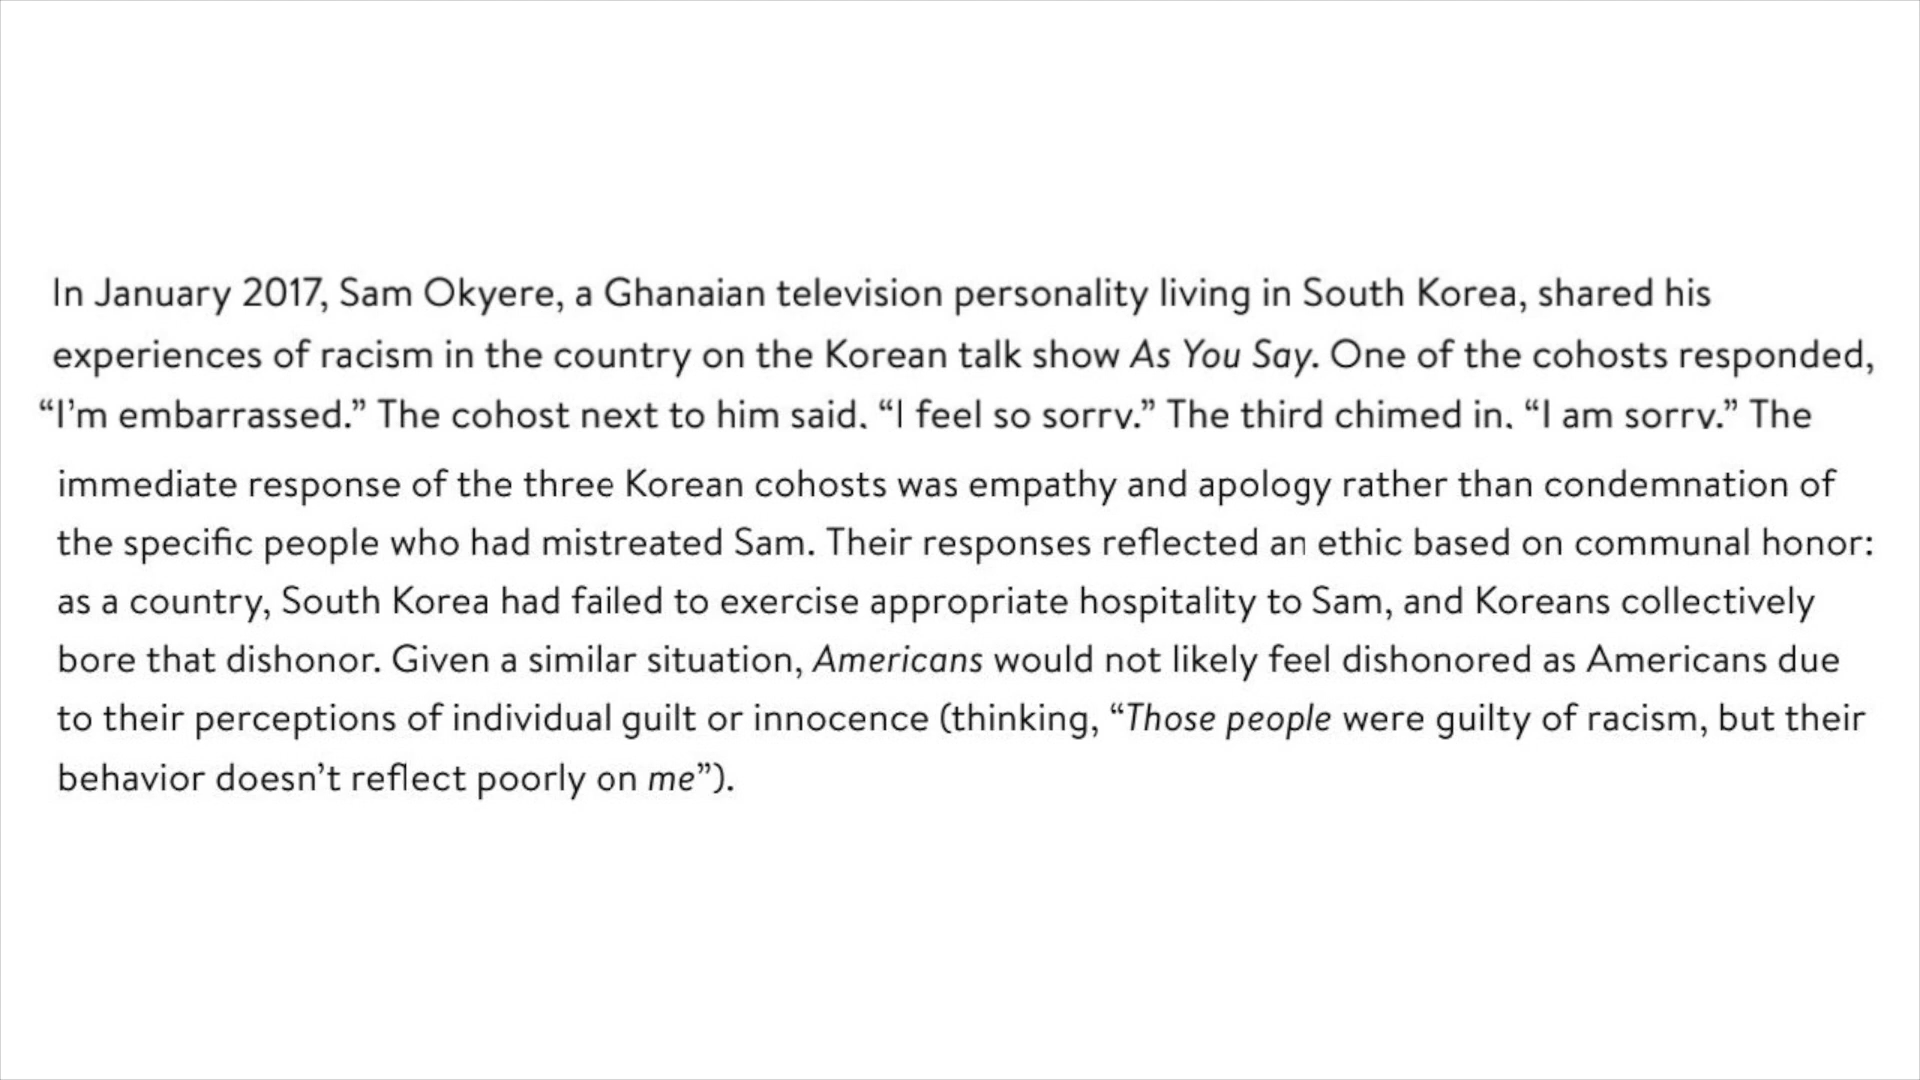 In January 2017, Sam Okyere, a Ghanaian television personality living in South Korea, shared his
experiences of racism in the country on the Korean talk show As You Say. One of the cohosts responded,
“I’m embarrassed.” The cohost next to him said, “I feel so sorry.” The third chimed in, “I am sorry.” The
immediate response of the three Korean cohosts was empathy and apology rather than condemnation of
the specific people who had mistreated Sam. Their responses reflected an ethic based on communal honor:
as a country, South Korea had failed to exercise appropriate hospitality to Sam, and Koreans collectively
bore that dishonor. Given a similar situation, Americans would not likely feel dishonored as Americans due
to their perceptions of individual guilt or innocence (thinking, “Those people were guilty of racism, but their
behavior doesn’t reflect poorly on me”).